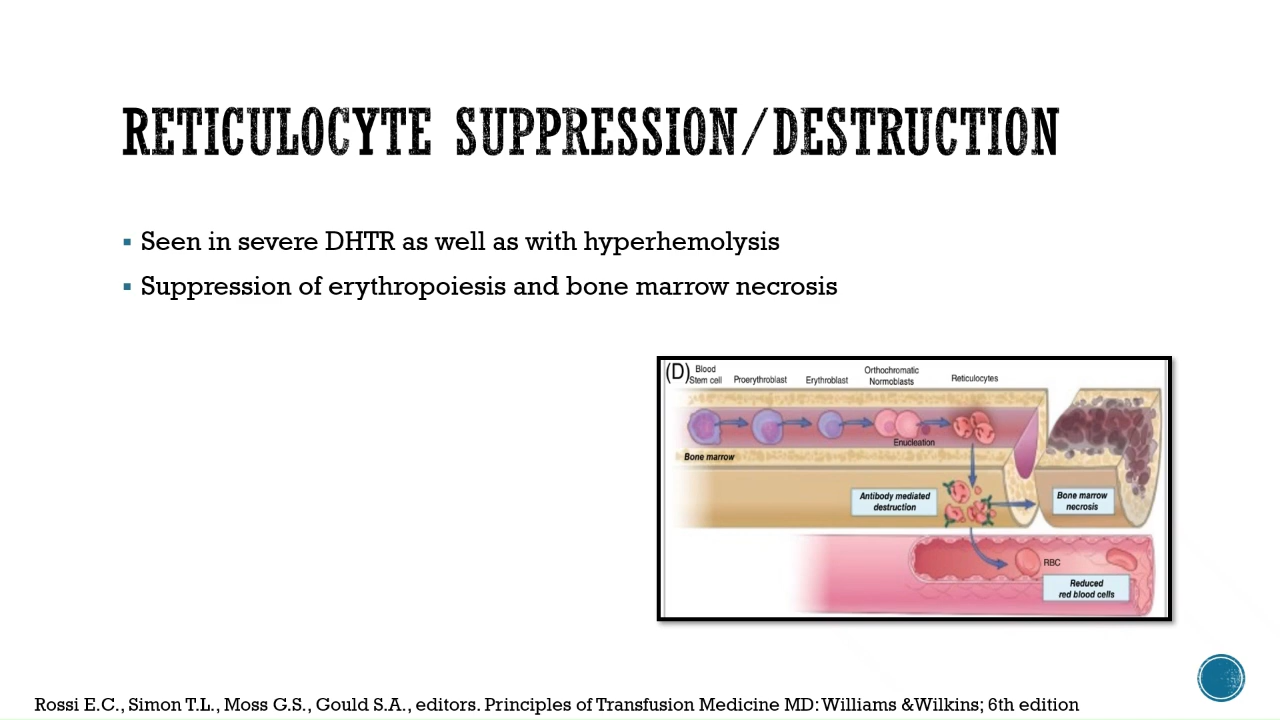 RETICULOCYTE SUPPRESSION/DESTRUCTION
▪ Seen in severe DHTR as well as with hyperhemolysis
▪ Suppression of erythropoiesis and bone marrow necrosis
(D)
Blood
Stem cell
Proerythroblast
Erythroblast
Orthochromatic
Normoblasts
Reticulocytes
Enucleation
Bone marrow
Antibody mediated
destruction
Bone marrow
necrosis
RBC
Reduced
red blood cells
Rossi E.C., Simon T.L., Moss G.S., Gould S.A., editors. Principles of Transfusion Medicine MD: Williams &Wilkins; 6th edition